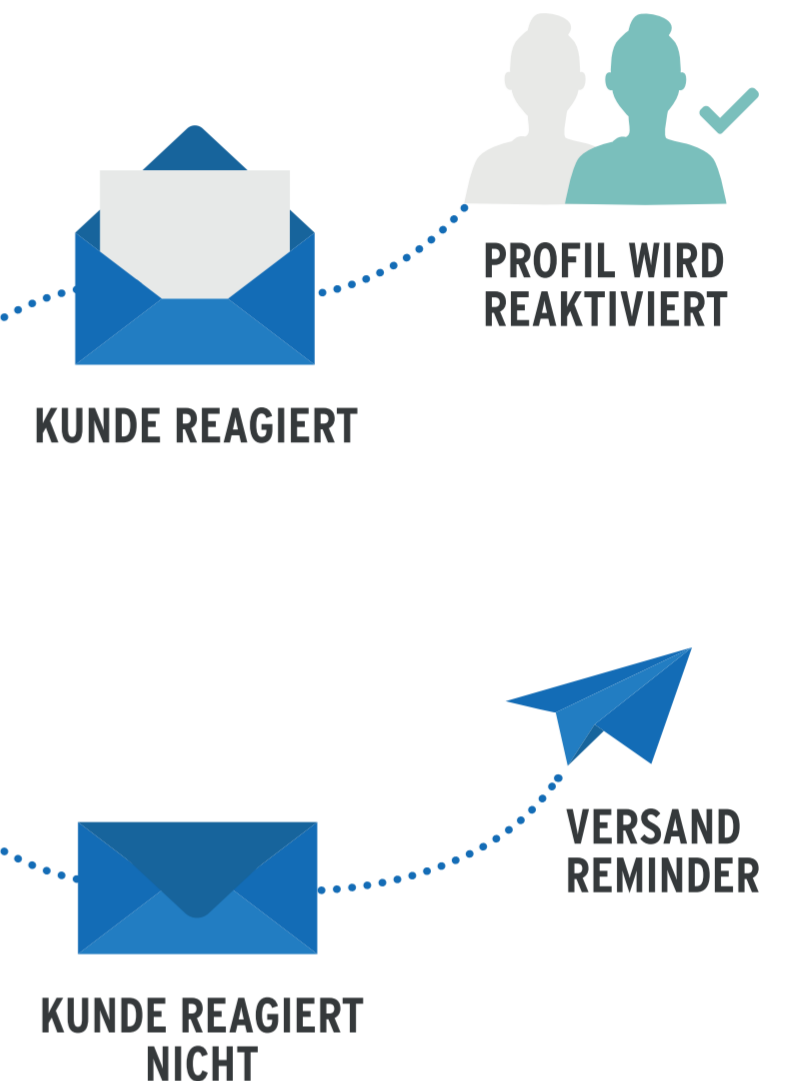 PROFIL WIRD
REAKTIVIERT
KUNDE REAGIERT
VERSAND
REMINDER
KUNDE REAGIERT
NICHT